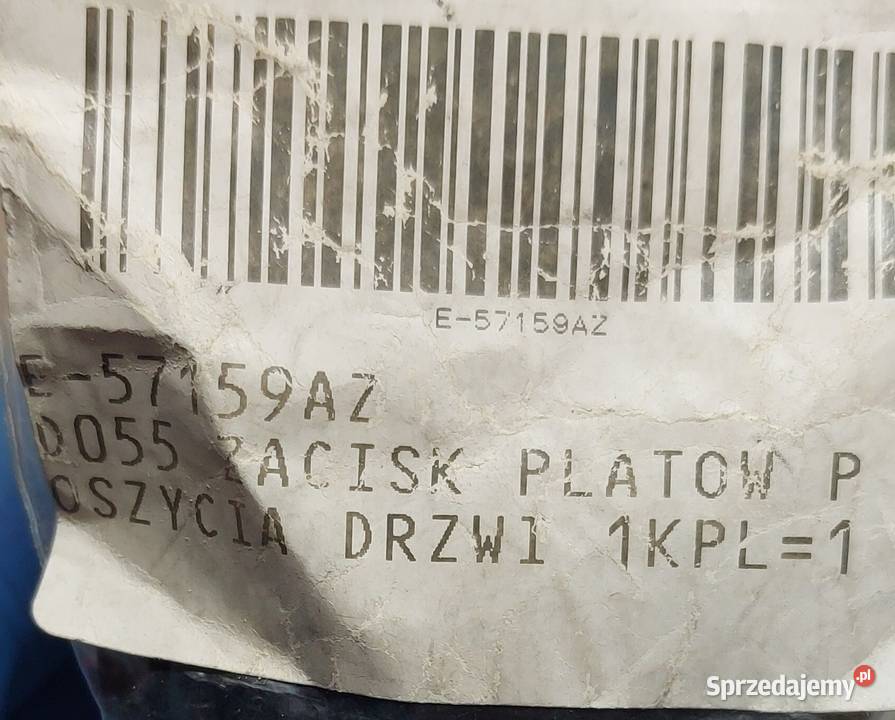 E-57159AZ
E-57159AZ
D055 ZACISK PLATOW P
OSZYCIA DRZWI 1KPL=1
Sprzedajemy.pl